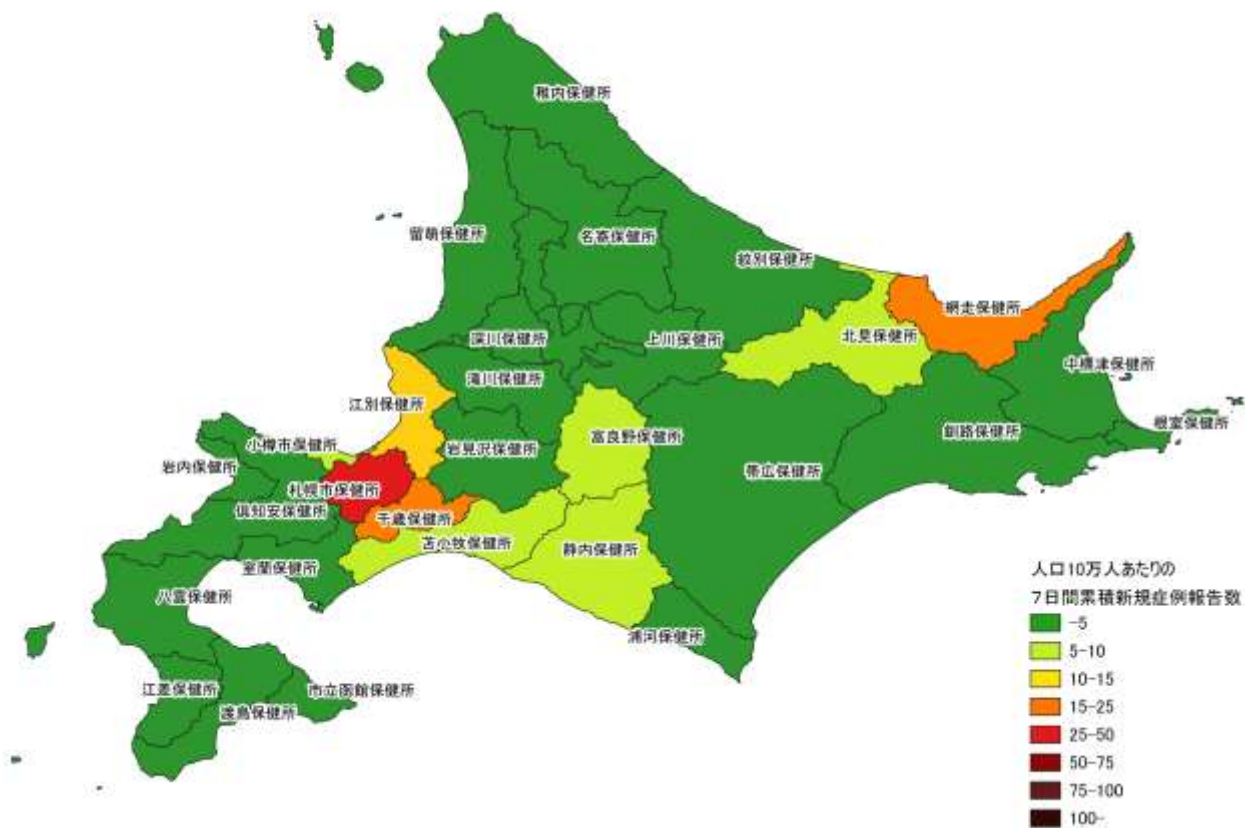 稚内保健所
留萌保健所
名寄保健所
紋別保健所
網走保健所
深川保健所
上川保健所
北見保健所
中標津保健所
滝川保健所
江別保健所
小樽市保健所
岩見沢保健所
富良野保健所
釧路保健所
根室保健所
岩内保健所
帯広保健所
札幌市保健所
倶知安保健所
千歳保健所
苫小牧保健所
静内保健所
室蘭保健所
八雲保健所
浦河保健所
江差保健所
市立函館保健所
渡島保健所
人口10万人あたりの
7日間累積新規症例報告数
-5
5-10
10-15
15-25
25-50
50-75
75-100
100-